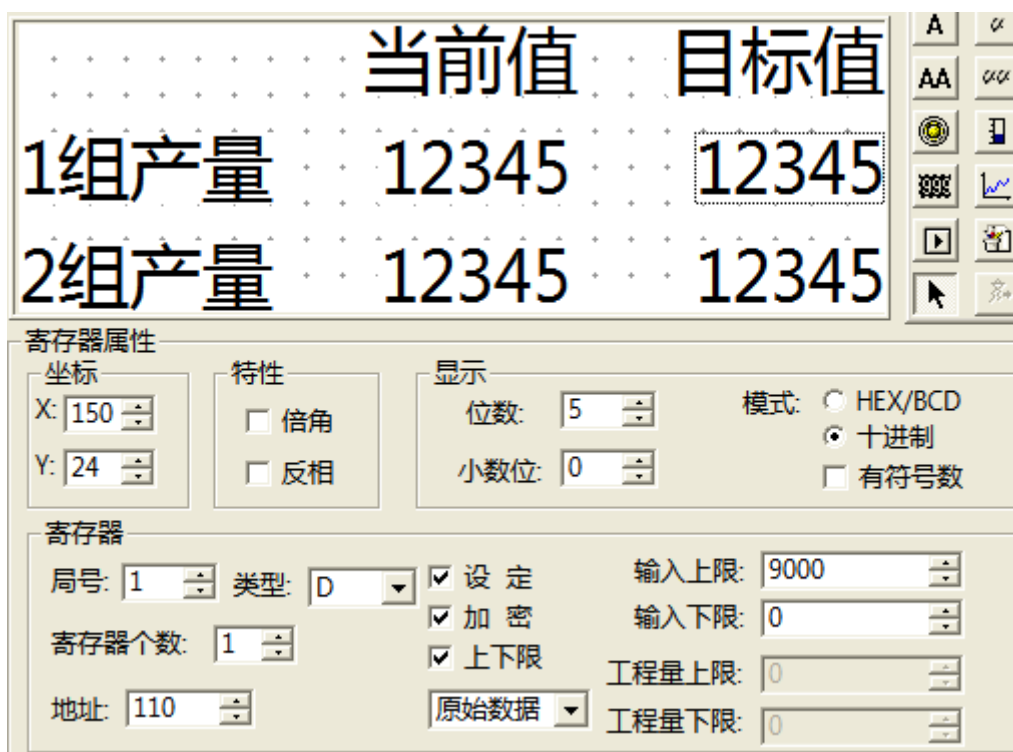 当前值 目标值
1组产量 12345 12345
2组产量 12345 12345
A
AA
寄存器属性
坐标 特性 显示
X: 150 倍角 位数: 5 模式: HEX/BCD
十进制
Y: 24 反相 小数位: 0 有符号数
寄存器
局号: 1 类型: D 设 定 输入上限: 9000
加 密 输入下限: 0
寄存器个数: 1 上下限
工程量上限: 0
地址: 110 原始数据 工程量下限: 0